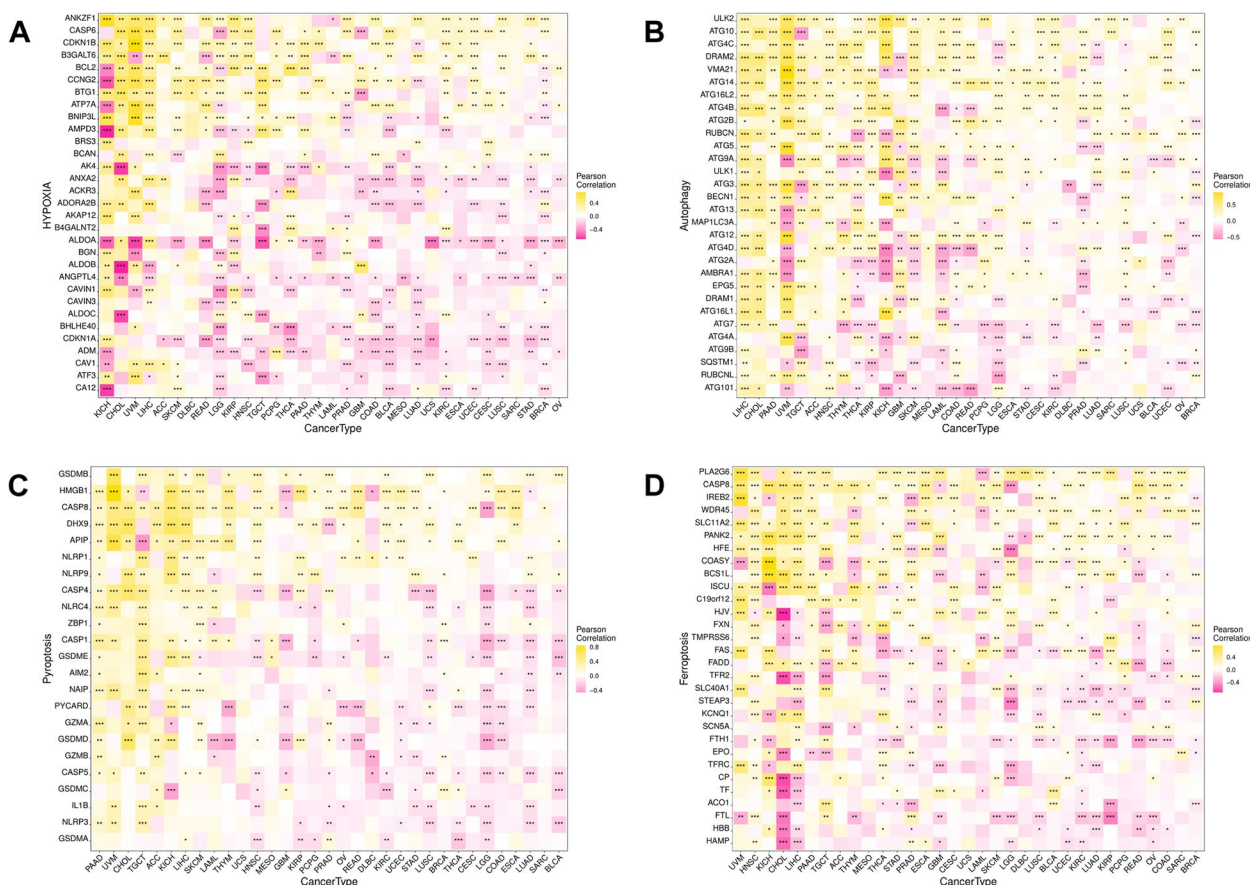 A
HYPOXIA
ANKZF1
CASP6
CDKN1B
B3GALT6
BCL2
CCNG2
BTG1
ATP7A
BNIP3L
AMPD3
BRS3
BCAN
AK4
ANXA2
ACKR3
ADORA2B
AKAP12
B4GALNT2
ALDOA
BGN
ALDOB
ANGPTL4
CAVIN1
CAVIN3
ALDOC
BHLHE40
CDKN1A
ADM
CAV1
ATF3
CA12
KICH CHOL UVM LIHC ACC SKCM DLBC READ LGG KIRP HNSC TGCT PCPG THCA PAAD THYM LAML PRAD GBM COAD BLCA MESO LUAD UCS KIRC ESCA UCEC CESC LUSC SARC STAD BRCA OV
CancerType
Pearson
Correlation
0.4
0.0
−0.4
B
Autophagy
ULK2
ATG10
ATG4C
DRAM2
VMA21
ATG14
ATG16L2
ATG4B
ATG2B
RUBCN
ATG5
ATG9A
ULK1
ATG3
BECN1
ATG13
MAP1LC3A
ATG12
ATG4D
ATG2A
AMBRA1
EPG5
DRAM1
ATG16L1
ATG7
ATG4A
ATG9B
SQSTM1
RUBCNL
ATG101
LIHC CHOL PAAD UVM TGCT ACC HNSC THYM THCA KIRP KICH GBM SKCM MESO LAML COAD READ PCPG LGG ESCA STAD CESC KIRC DLBC PRAD LUAD SARC LUSC UCS BLCA UCEC OV BRCA
CancerType
Pearson
Correlation
0.5
0.0
−0.5
C
Pyroptosis
GSDMB
HMGB1
CASP8
DHX9
APIP
NLRP1
NLRP9
CASP4
NLRC4
ZBP1
CASP1
GSDME
AIM2
NAIP
PYCARD
GZMA
GSDMD
GZMB
CASP5
GSDMC
IL1B
NLRP3
GSDMA
PAAD UVM CHOL TGCT ACC KICH LIHC SKCM LAML THYM UCS HNSC MESO GBM KIRP PCPG PRAD OV READ DLBC KIRC UCEC STAD LUSC BRCA THCA CESC LGG COAD ESCA LUAD SARC BLCA
CancerType
Pearson
Correlation
0.8
0.4
0.0
−0.4
D
Ferroptosis
PLA2G6
CASP8
IREB2
WDR45
SLC11A2
PANK2
HFE
COASY
BCS1L
ISCU
C19orf12
HJV
FXN
TMPRSS6
FAS
FADD
TFR2
SLC40A1
STEAP3
KCNQ1
SCN5A
FTH1
EPO
TFRC
CP
TF
ACO1
FTL
HBB
HAMP
UVM HNSC KICH CHOL LIHC PAAD TGCT ACC THYM MESO THCA STAD PRAD ESCA GBM CESC UCS LAML SKCM LGG DLBC LUSC BLCA UCEC KIRC LUAD KIRP PCPG READ OV COAD SARC BRCA
CancerType
Pearson
Correlation
0.4
0.0
−0.4